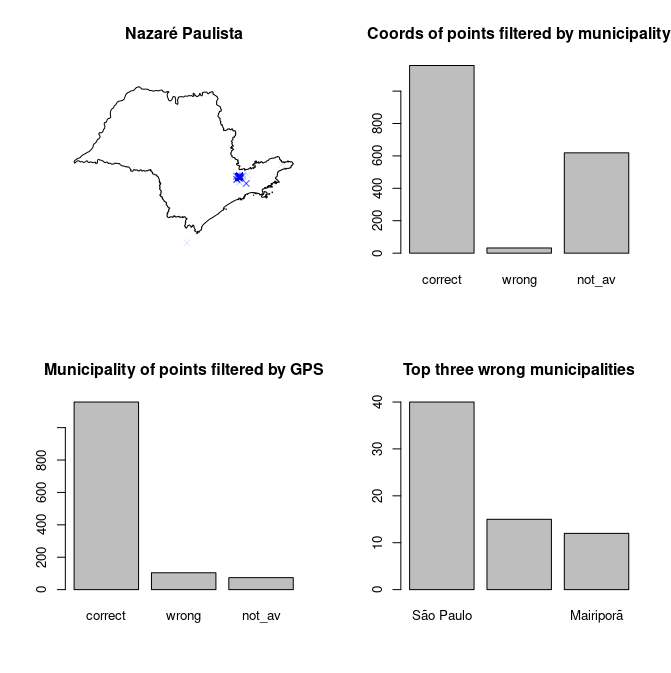 Nazaré Paulista
Coords of points filtered by municipality
0
200
400
600
800
correct
wrong
not_av
Municipality of points filtered by GPS
0
200
400
600
800
correct
wrong
not_av
Top three wrong municipalities
0
10
20
30
40
São Paulo
Mairiporã